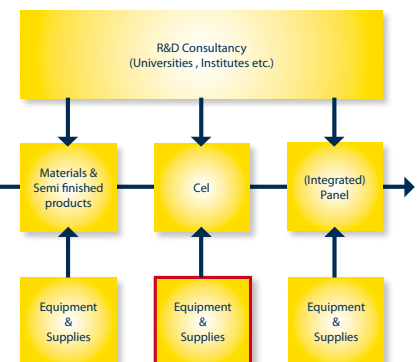 R&D Consultancy
(Universities , Institutes etc.)
Materials &
Semi finished
products
Cel
(Integrated)
Panel
Equipment
&
Supplies
Equipment
&
Supplies
Equipment
&
Supplies